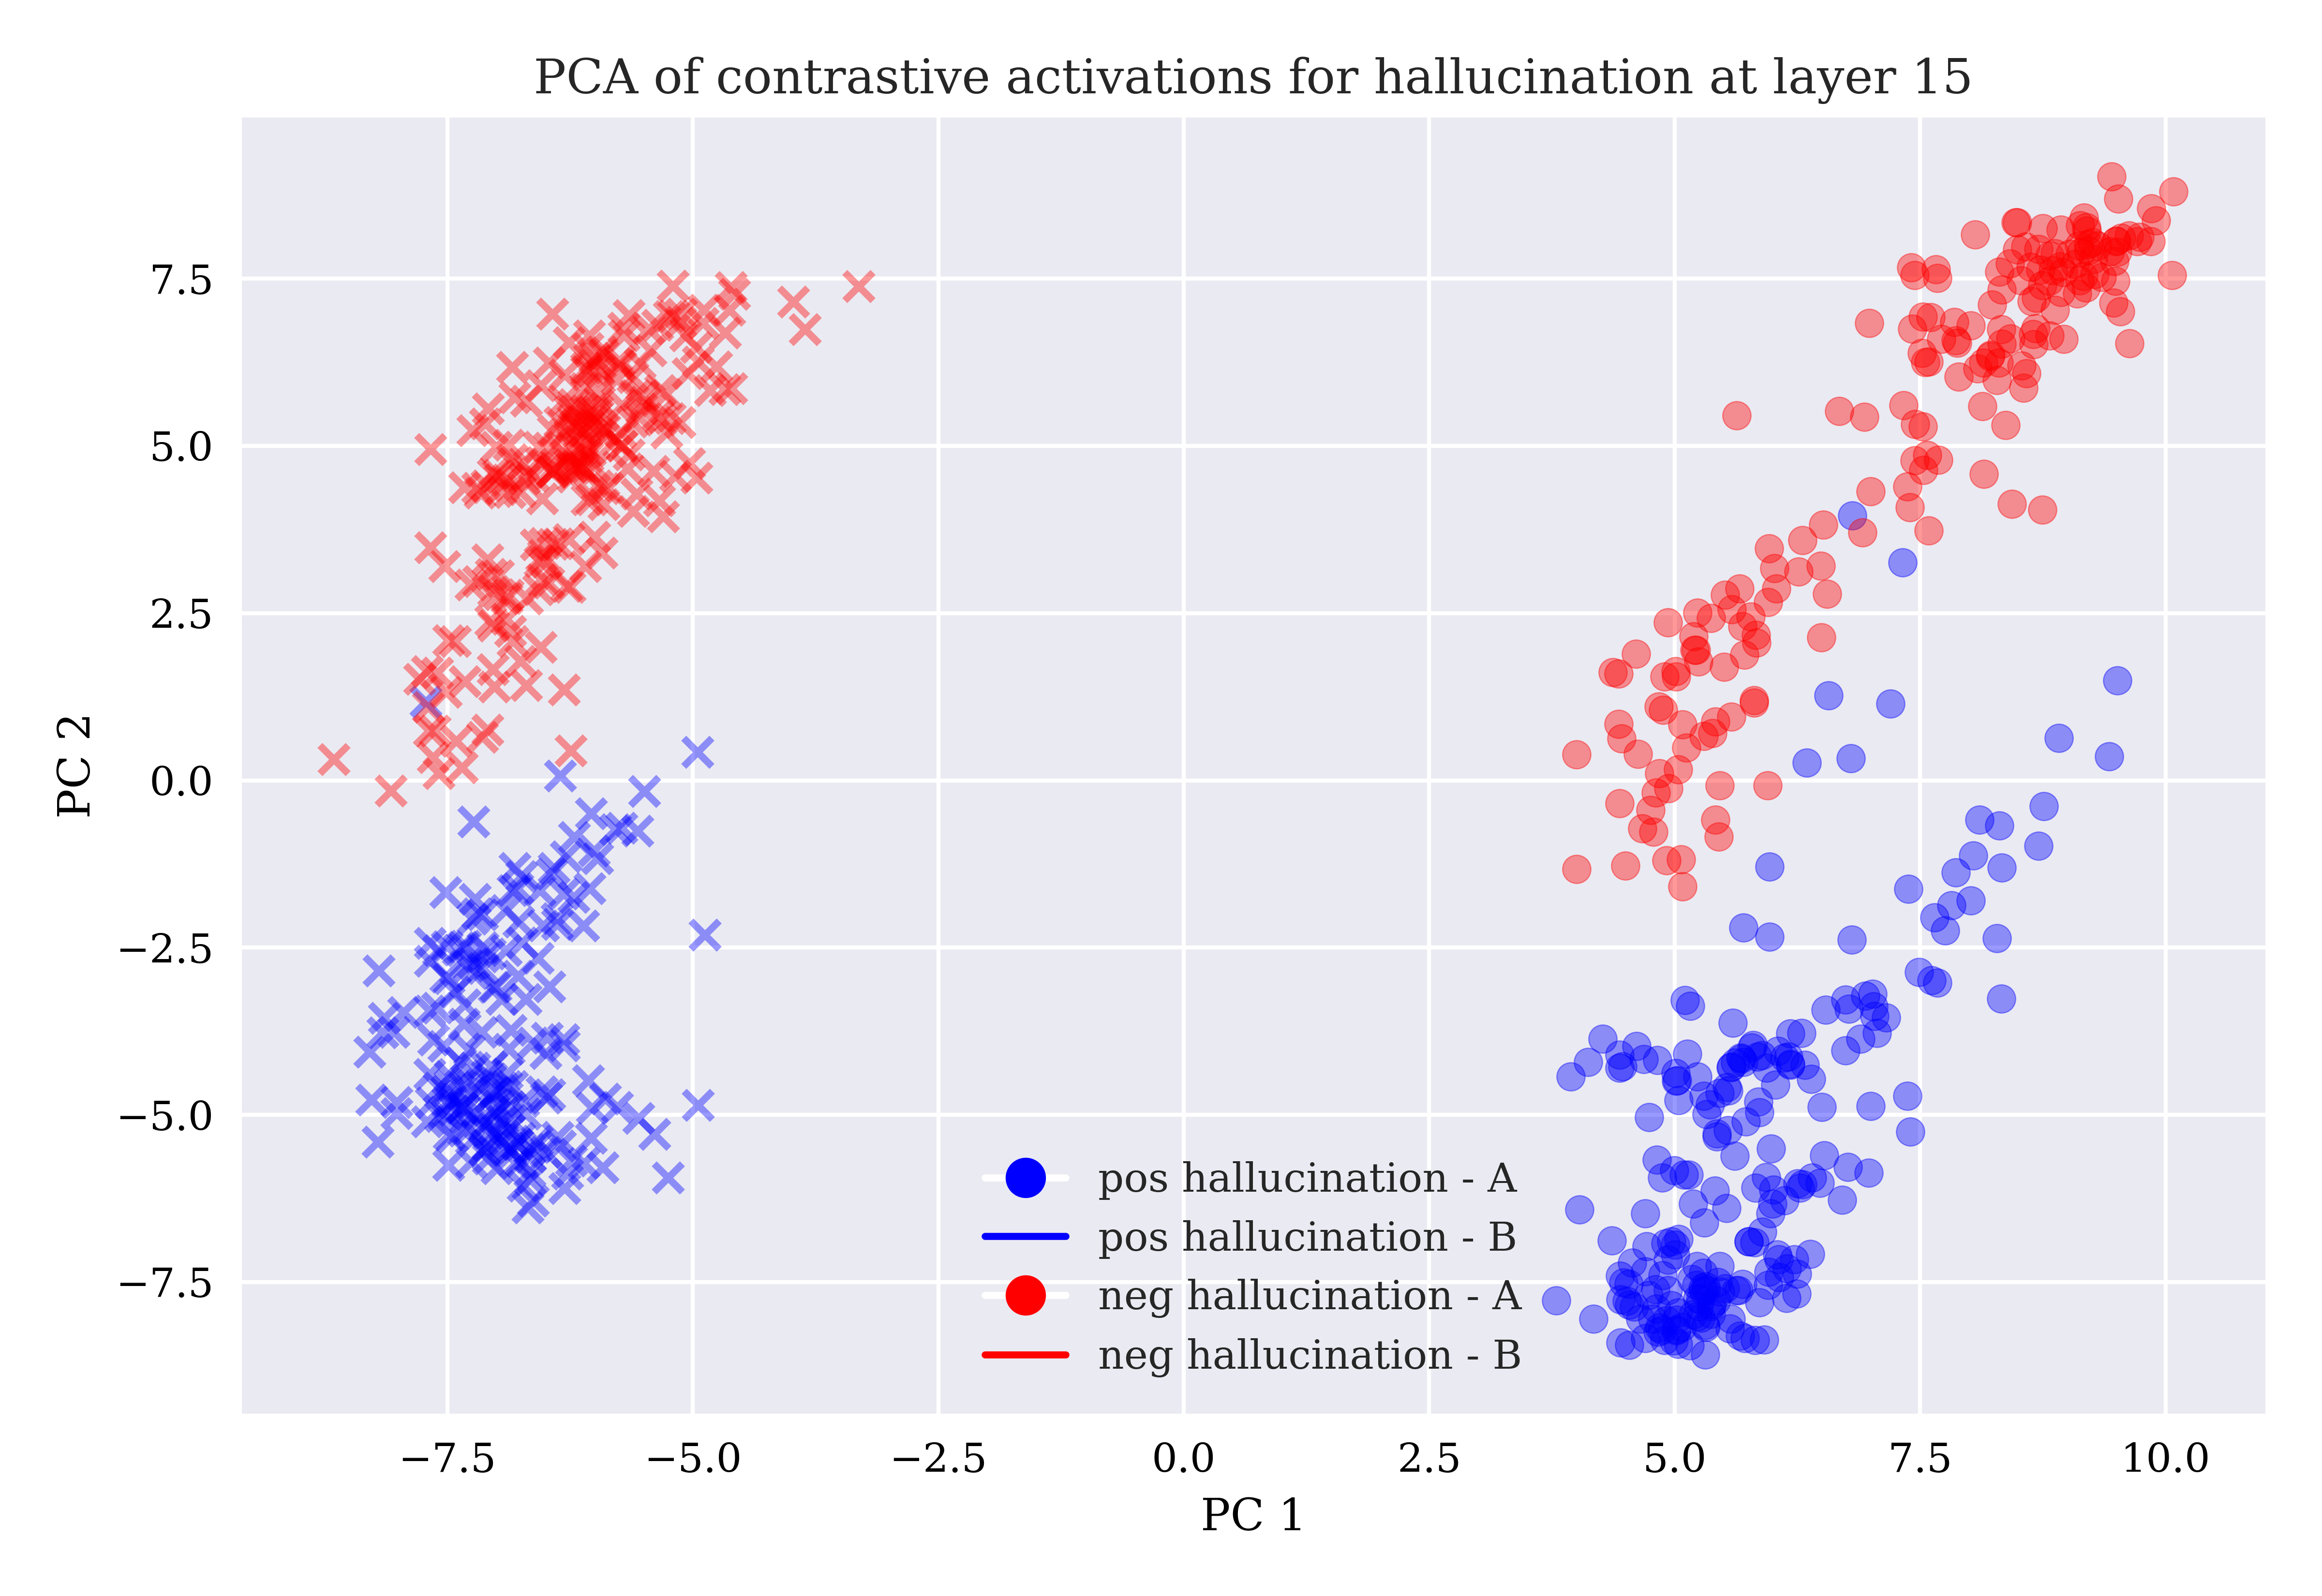 PCA of contrastive activations for hallucination at layer 15
7.5
5.0
2.5
0.0
−2.5
−5.0
−7.5
PC 2
pos hallucination - A
pos hallucination - B
neg hallucination - A
neg hallucination - B
−7.5 −5.0 −2.5 0.0 2.5 5.0 7.5 10.0
PC 1